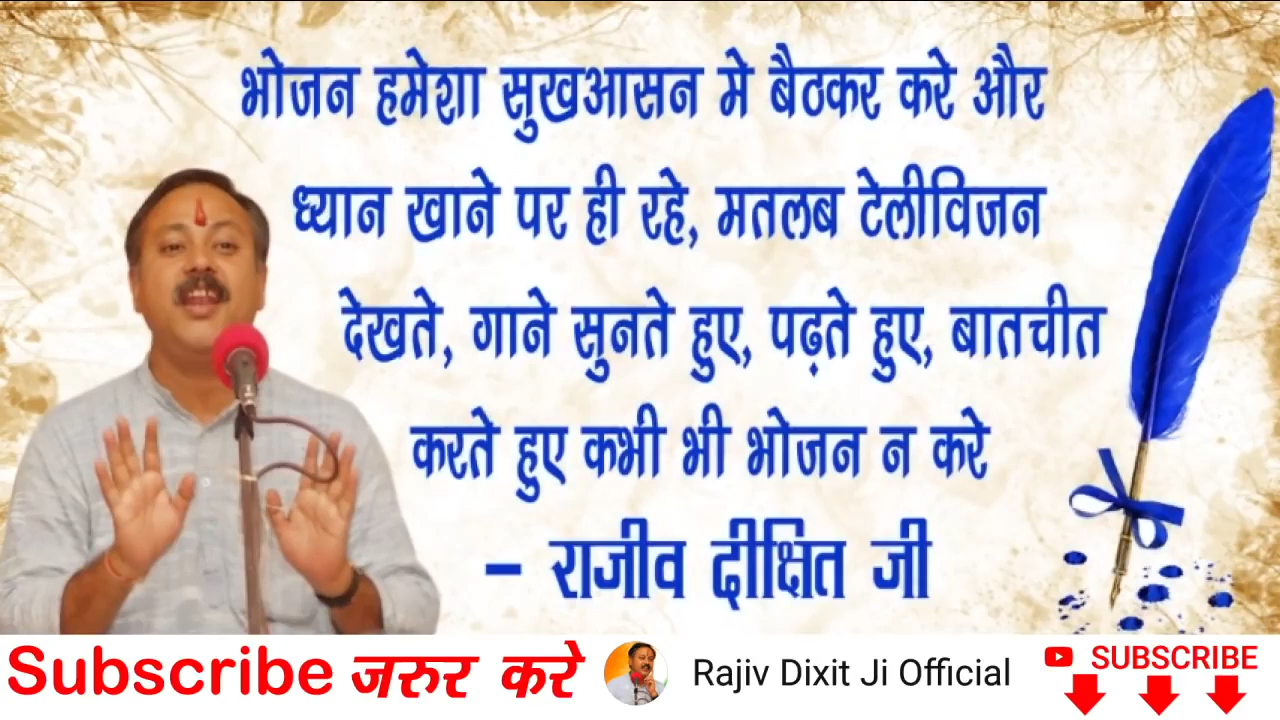 भोजन हमेशा सुखआसन मे बैठकर करे और
ध्यान खाने पर ही रहे, मतलब टेलीविजन
देखते, गाने सुनते हुए, पढ़ते हुए, बातचीत
करते हुए कभी भी भोजन न करे
– राजीव दीक्षित जी
Subscribe जरुर करे
Rajiv Dixit Ji Official
SUBSCRIBE